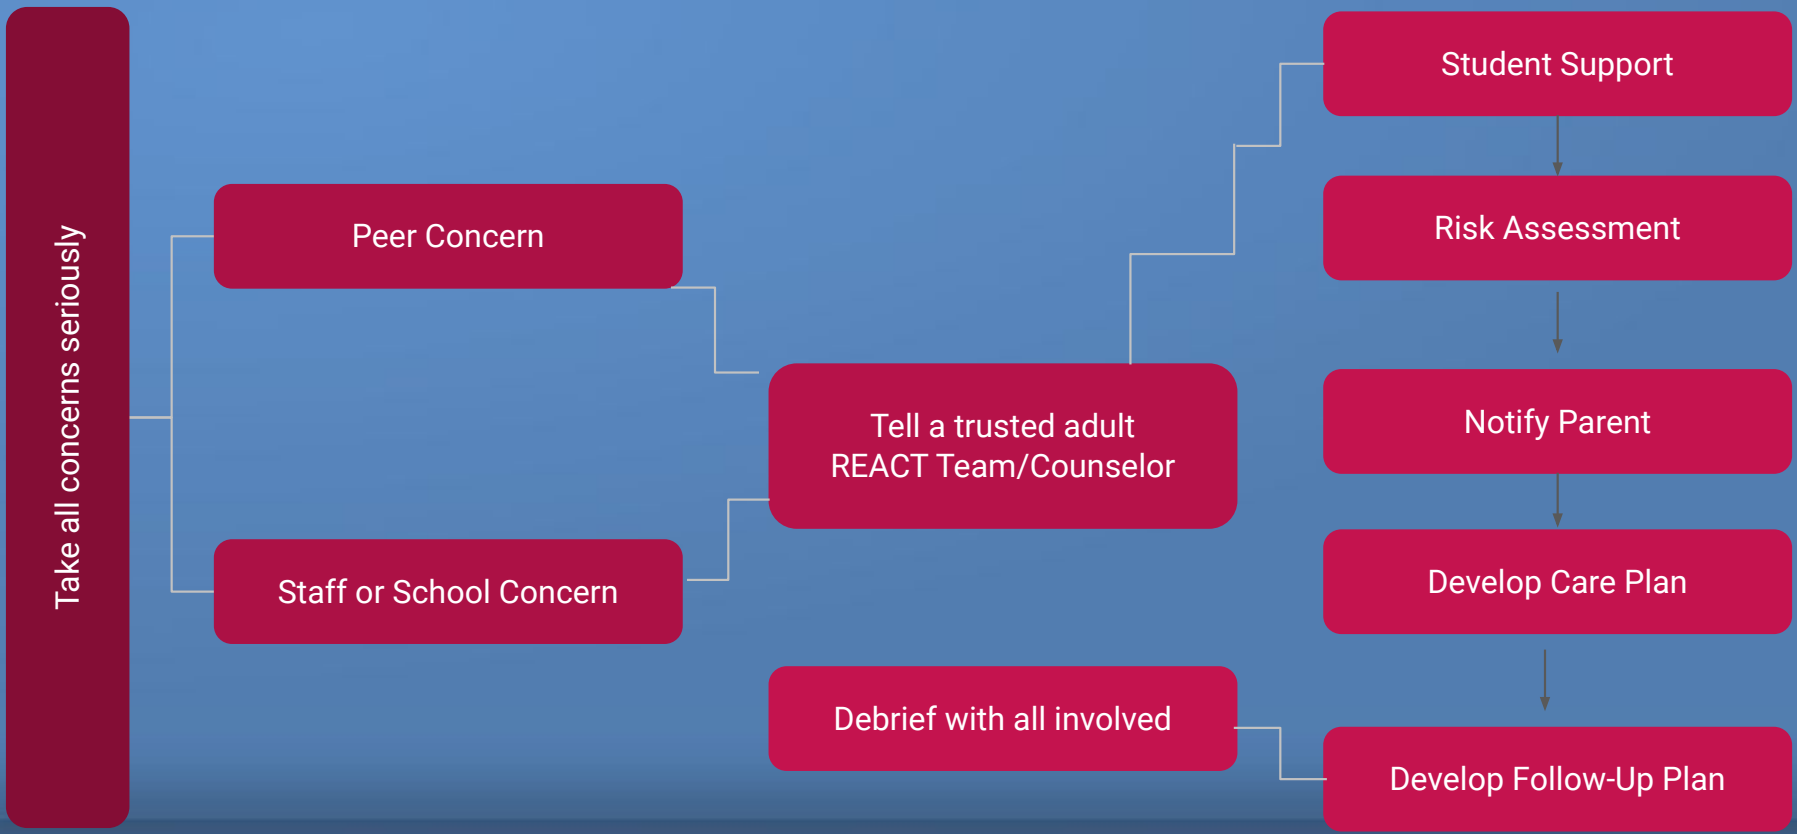 Take all concerns seriously
Peer Concern
Staff or School Concern
Tell a trusted adult
REACT Team/Counselor
Student Support
Risk Assessment
Notify Parent
Develop Care Plan
Develop Follow-Up Plan
Debrief with all involved